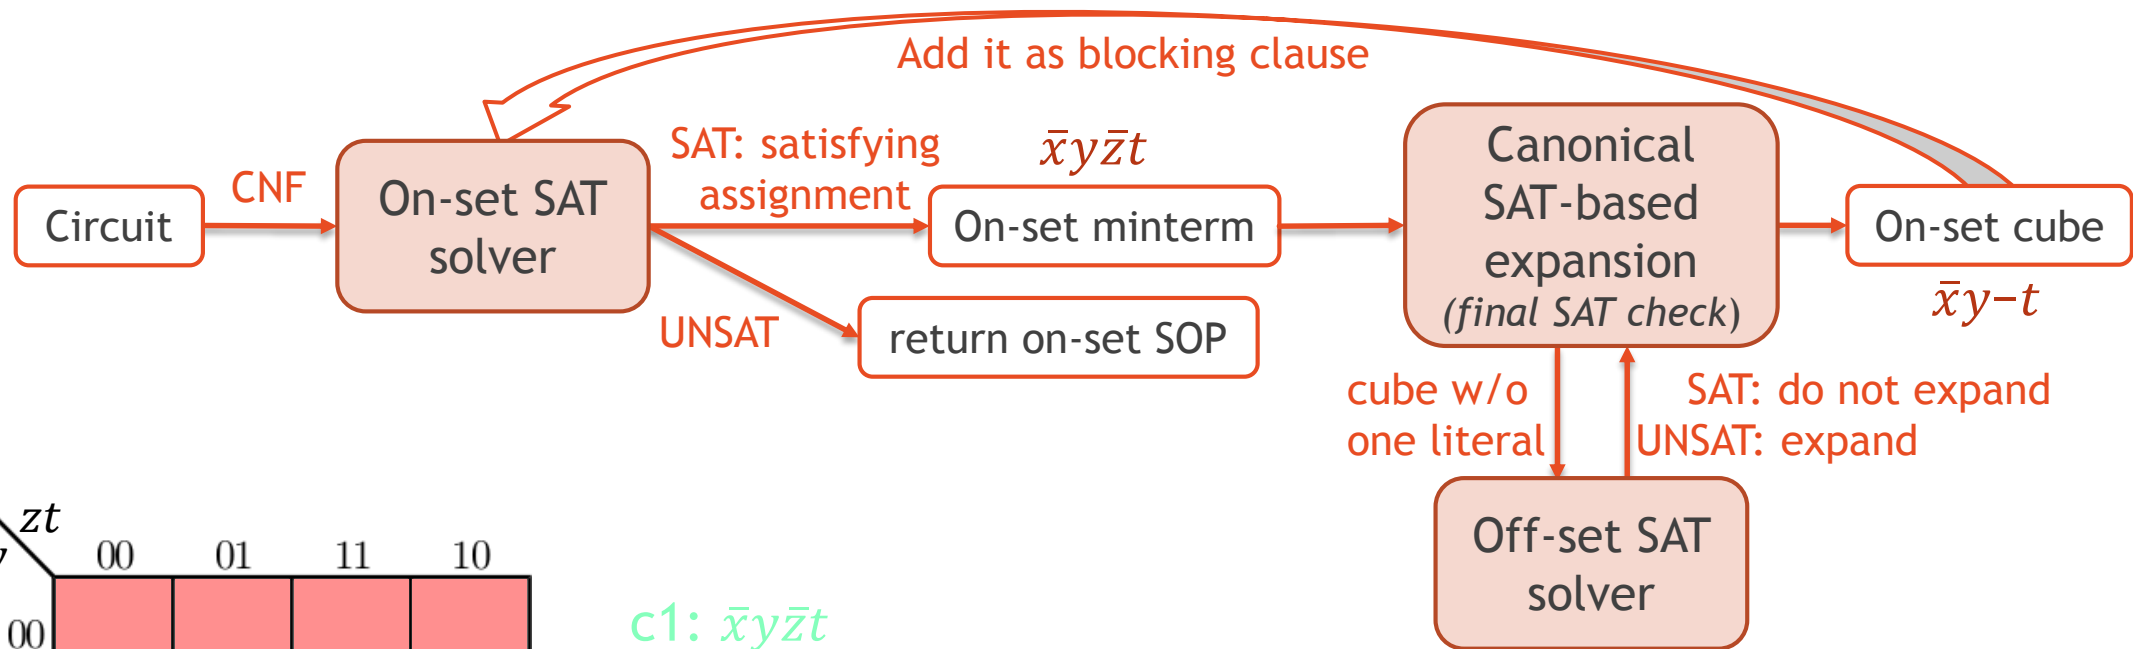 Add it as blocking clause
Circuit
CNF
On-set SAT
solver
SAT: satisfying
assignment
x̄yz̄t
On-set minterm
UNSAT
return on-set SOP
Canonical
SAT-based
expansion
(final SAT check)
On-set cube
x̄y−t
cube w/o
one literal
SAT: do not expand
UNSAT: expand
Off-set SAT
solver
zt
00 01 11 10
00
c1: x̄yz̄t